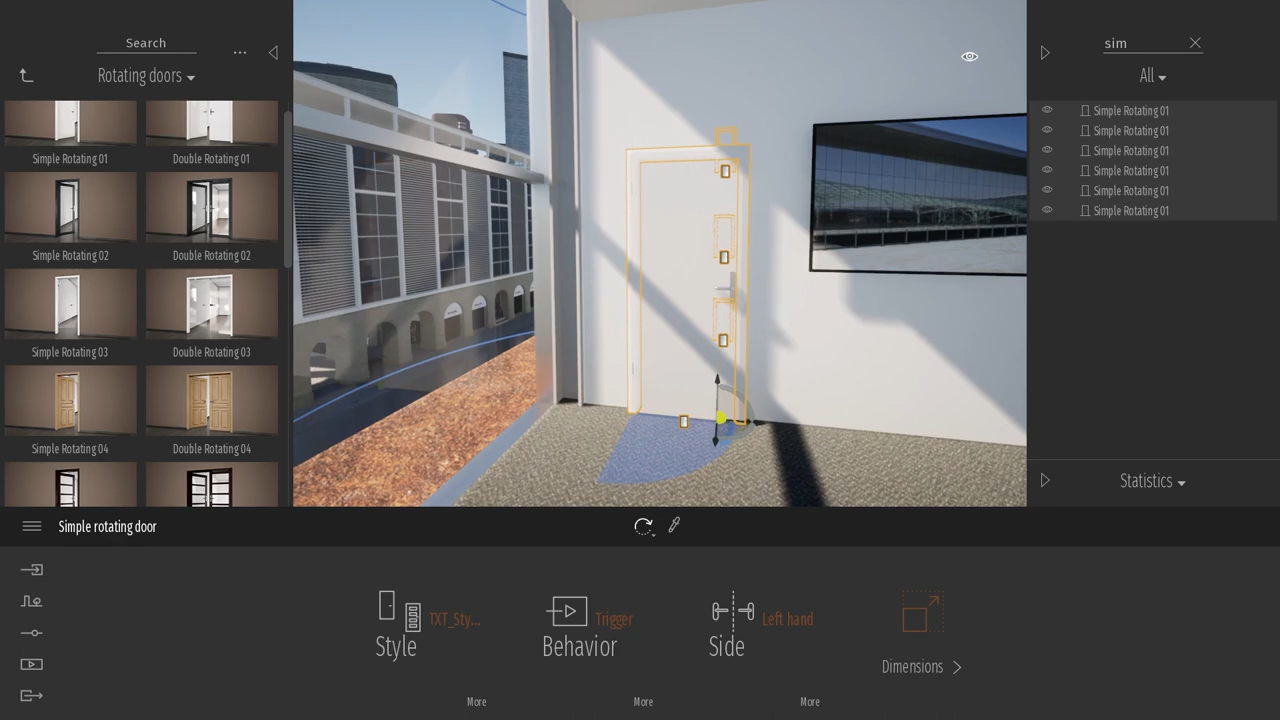 Search
Rotating doors
Simple Rotating 01
Double Rotating 01
Simple Rotating 02
Double Rotating 02
Simple Rotating 03
Double Rotating 03
Simple Rotating 04
Double Rotating 04
sim
All
Simple Rotating 01
Simple Rotating 01
Simple Rotating 01
Simple Rotating 01
Simple Rotating 01
Simple Rotating 01
Statistics
Simple rotating door
TXT_Sty...
Style
More
Trigger
Behavior
More
Left hand
Side
More
Dimensions